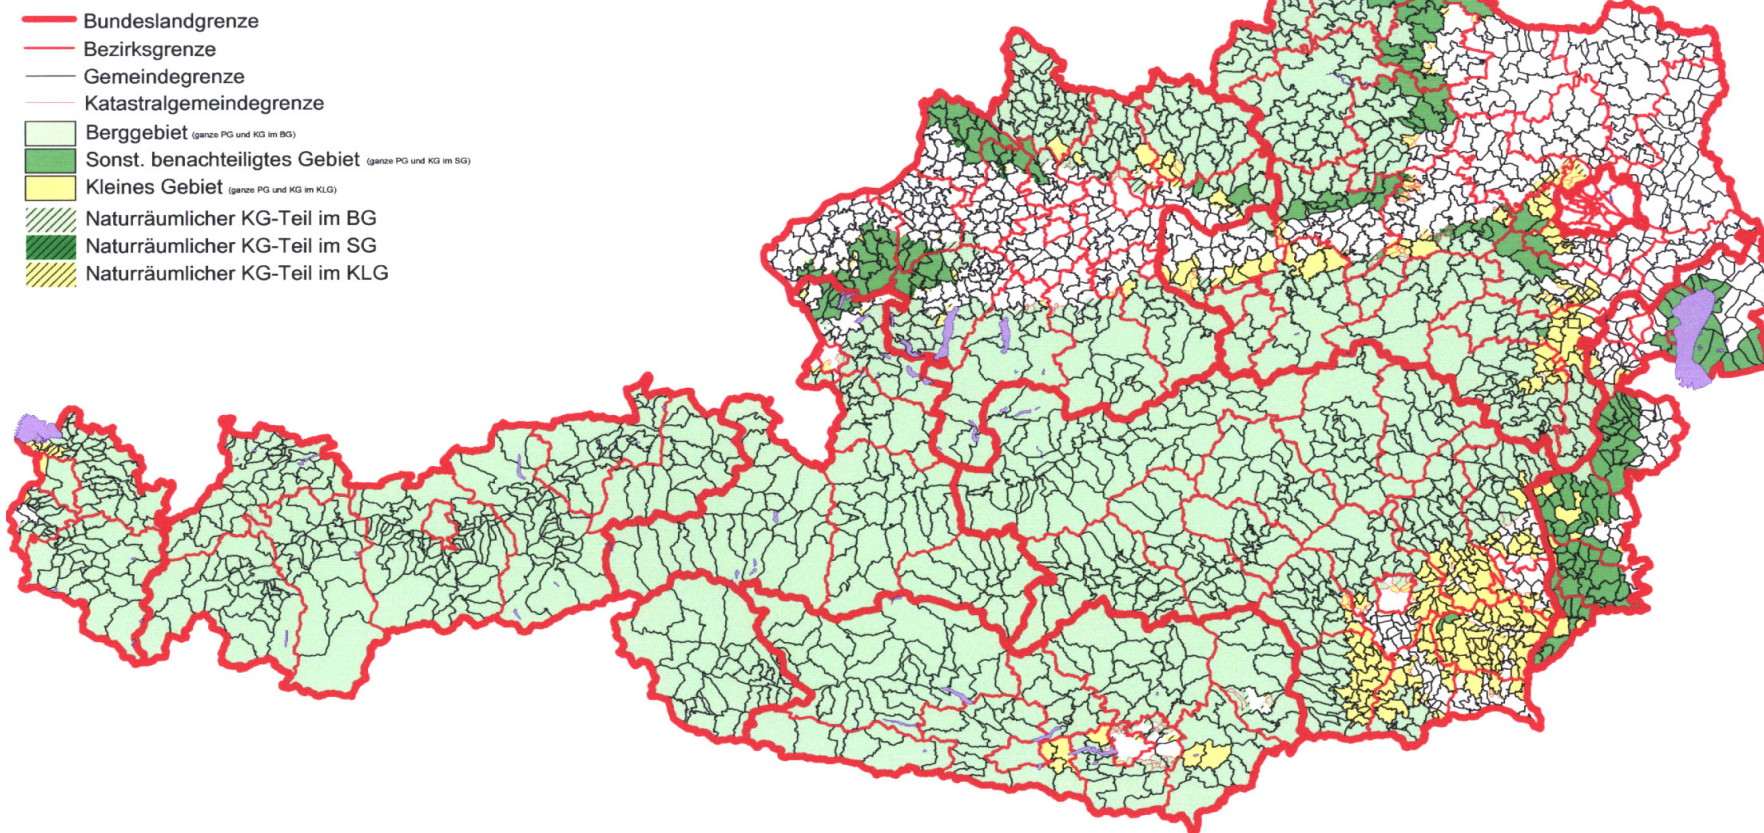 Bundeslandgrenze
Bezirksgrenze
Gemeindegrenze
Katastralgemeindegrenze
Berggebiet (ganze PG und KG im BG)
Sonst. benachteiligtes Gebiet (ganze PG und KG im SG)
Kleines Gebiet (ganze PG und KG im KLG)
Naturräumlicher KG-Teil im BG
Naturräumlicher KG-Teil im SG
Naturräumlicher KG-Teil im KLG